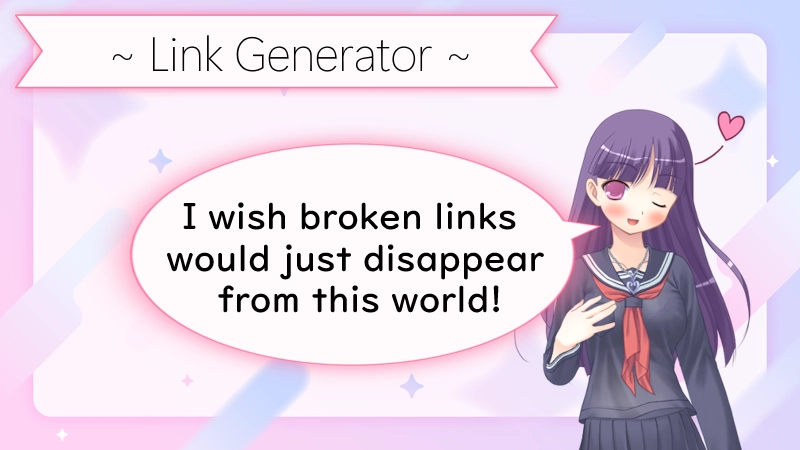 ~ Link Generator ~
I wish broken links
would just disappear
from this world!